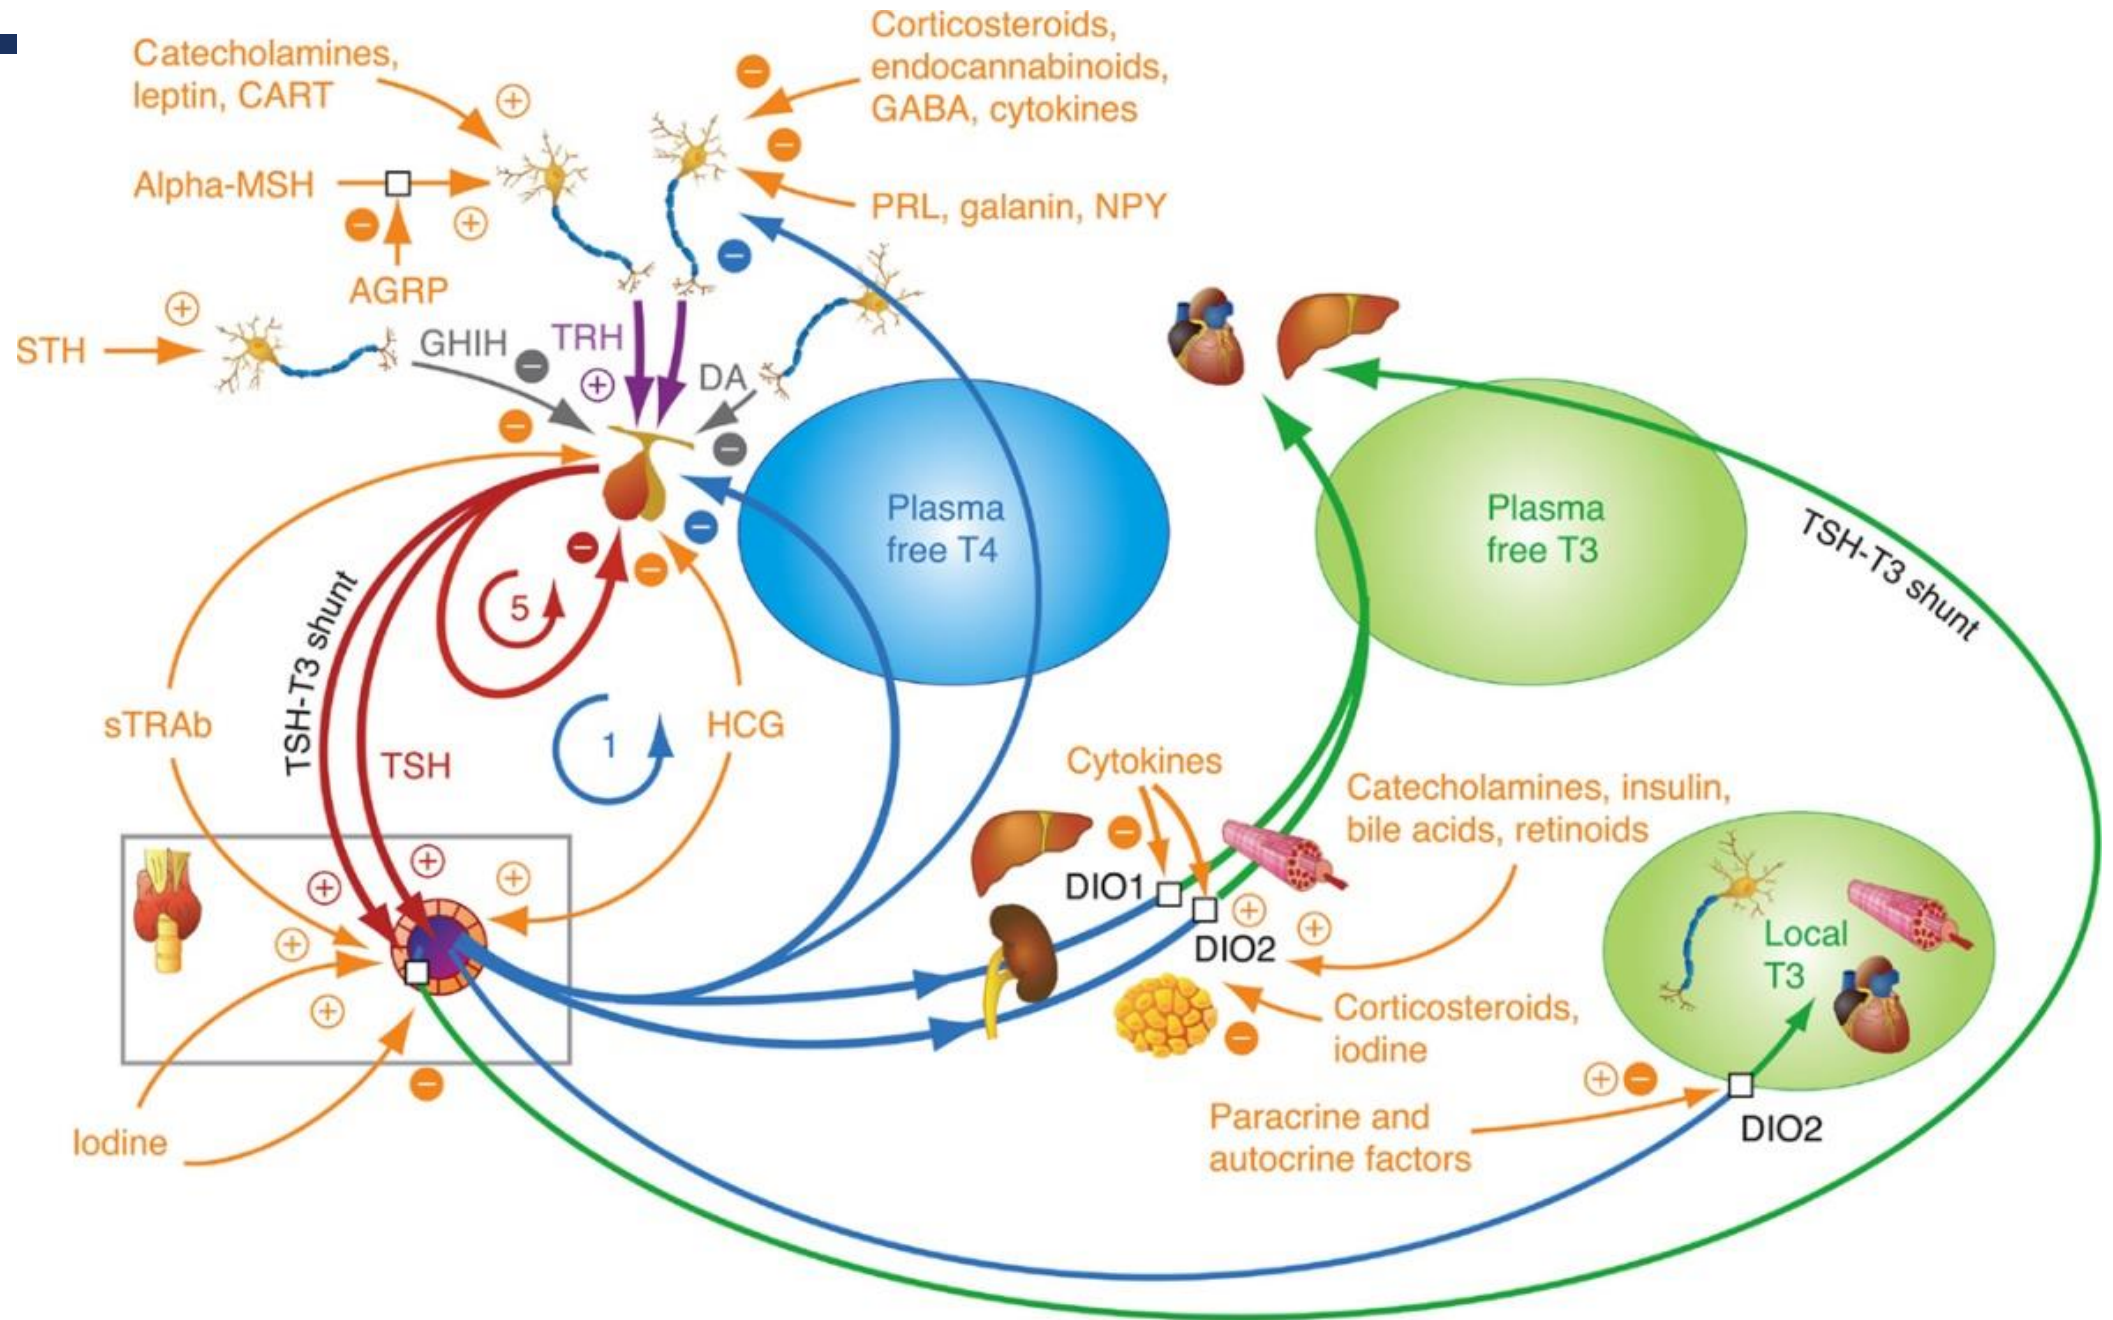 Catecholamines,
leptin, CART
Corticosteroids,
endocannabinoids,
GABA, cytokines
Alpha-MSH
PRL, galanin, NPY
AGRP
STH
GHIH
TRH
DA
Plasma
free T4
Plasma
free T3
TSH-T3 shunt
TSH-T3 shunt
5
sTRAb
TSH
1
HCG
Cytokines
Catecholamines, insulin,
bile acids, retinoids
DIO1
DIO2
Local
T3
Corticosteroids,
iodine
Paracrine and
autocrine factors
DIO2
Iodine